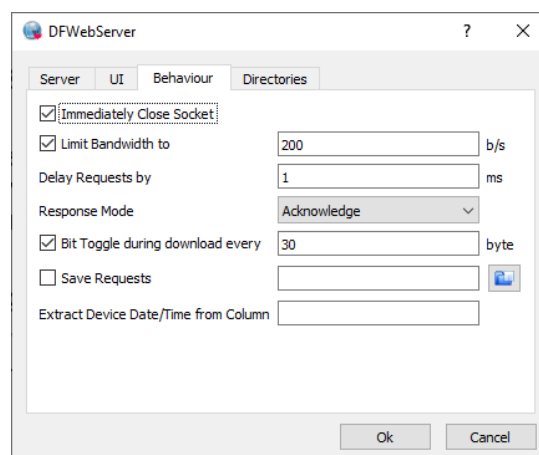 DFWebServer ?
Server UI Behaviour Directories
Immediately Close Socket
Limit Bandwidth to 200 b/s
Delay Requests by 1 ms
Response Mode Acknowledge
Bit Toggle during download every 30 byte
Save Requests
Extract Device Date/Time from Column
Ok Cancel